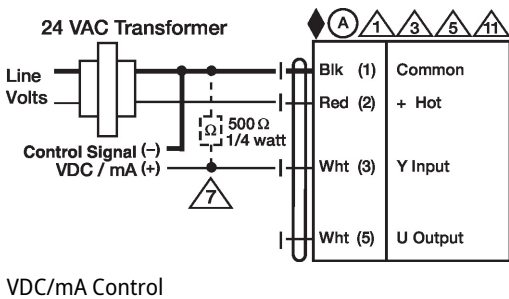 24 VAC Transformer
A 1 3 5 11
Line
Volts
Blk (1) Common
Red (2) + Hot
Ω 500 Ω
1/4 watt
Control Signal (–)
VDC / mA (+)
Wht (3) Y Input
7
Wht (5) U Output
VDC/mA Control